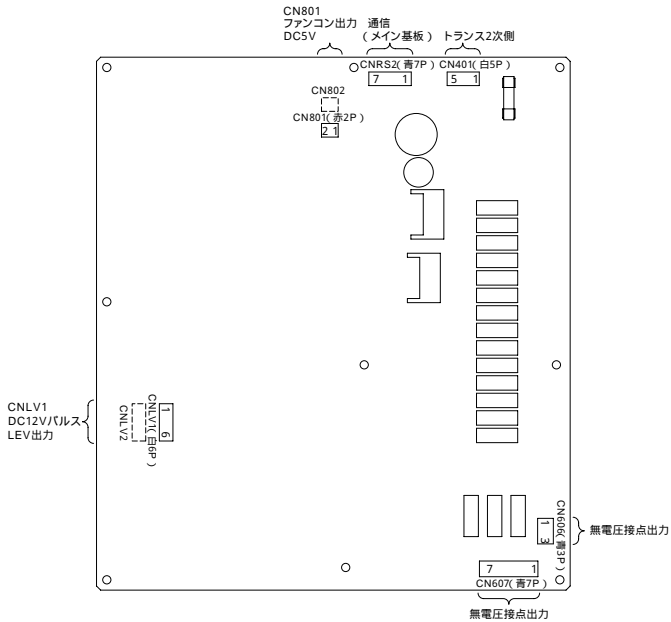 CN801
ファンコン出力
DC5V
通信
(メイン基板)
トランス2次側
CNRS2(青7P)
7 1
CN401(白5P)
5 1
CN802
CN801(赤2P)
2 1
CNLV1
DC12Vパルス
LEV出力
CNLV2
CNLV1(白6P)
1
6
CN606(青3P)
1
3
無電圧接点出力
7 1
CN607(青7P)
無電圧接点出力